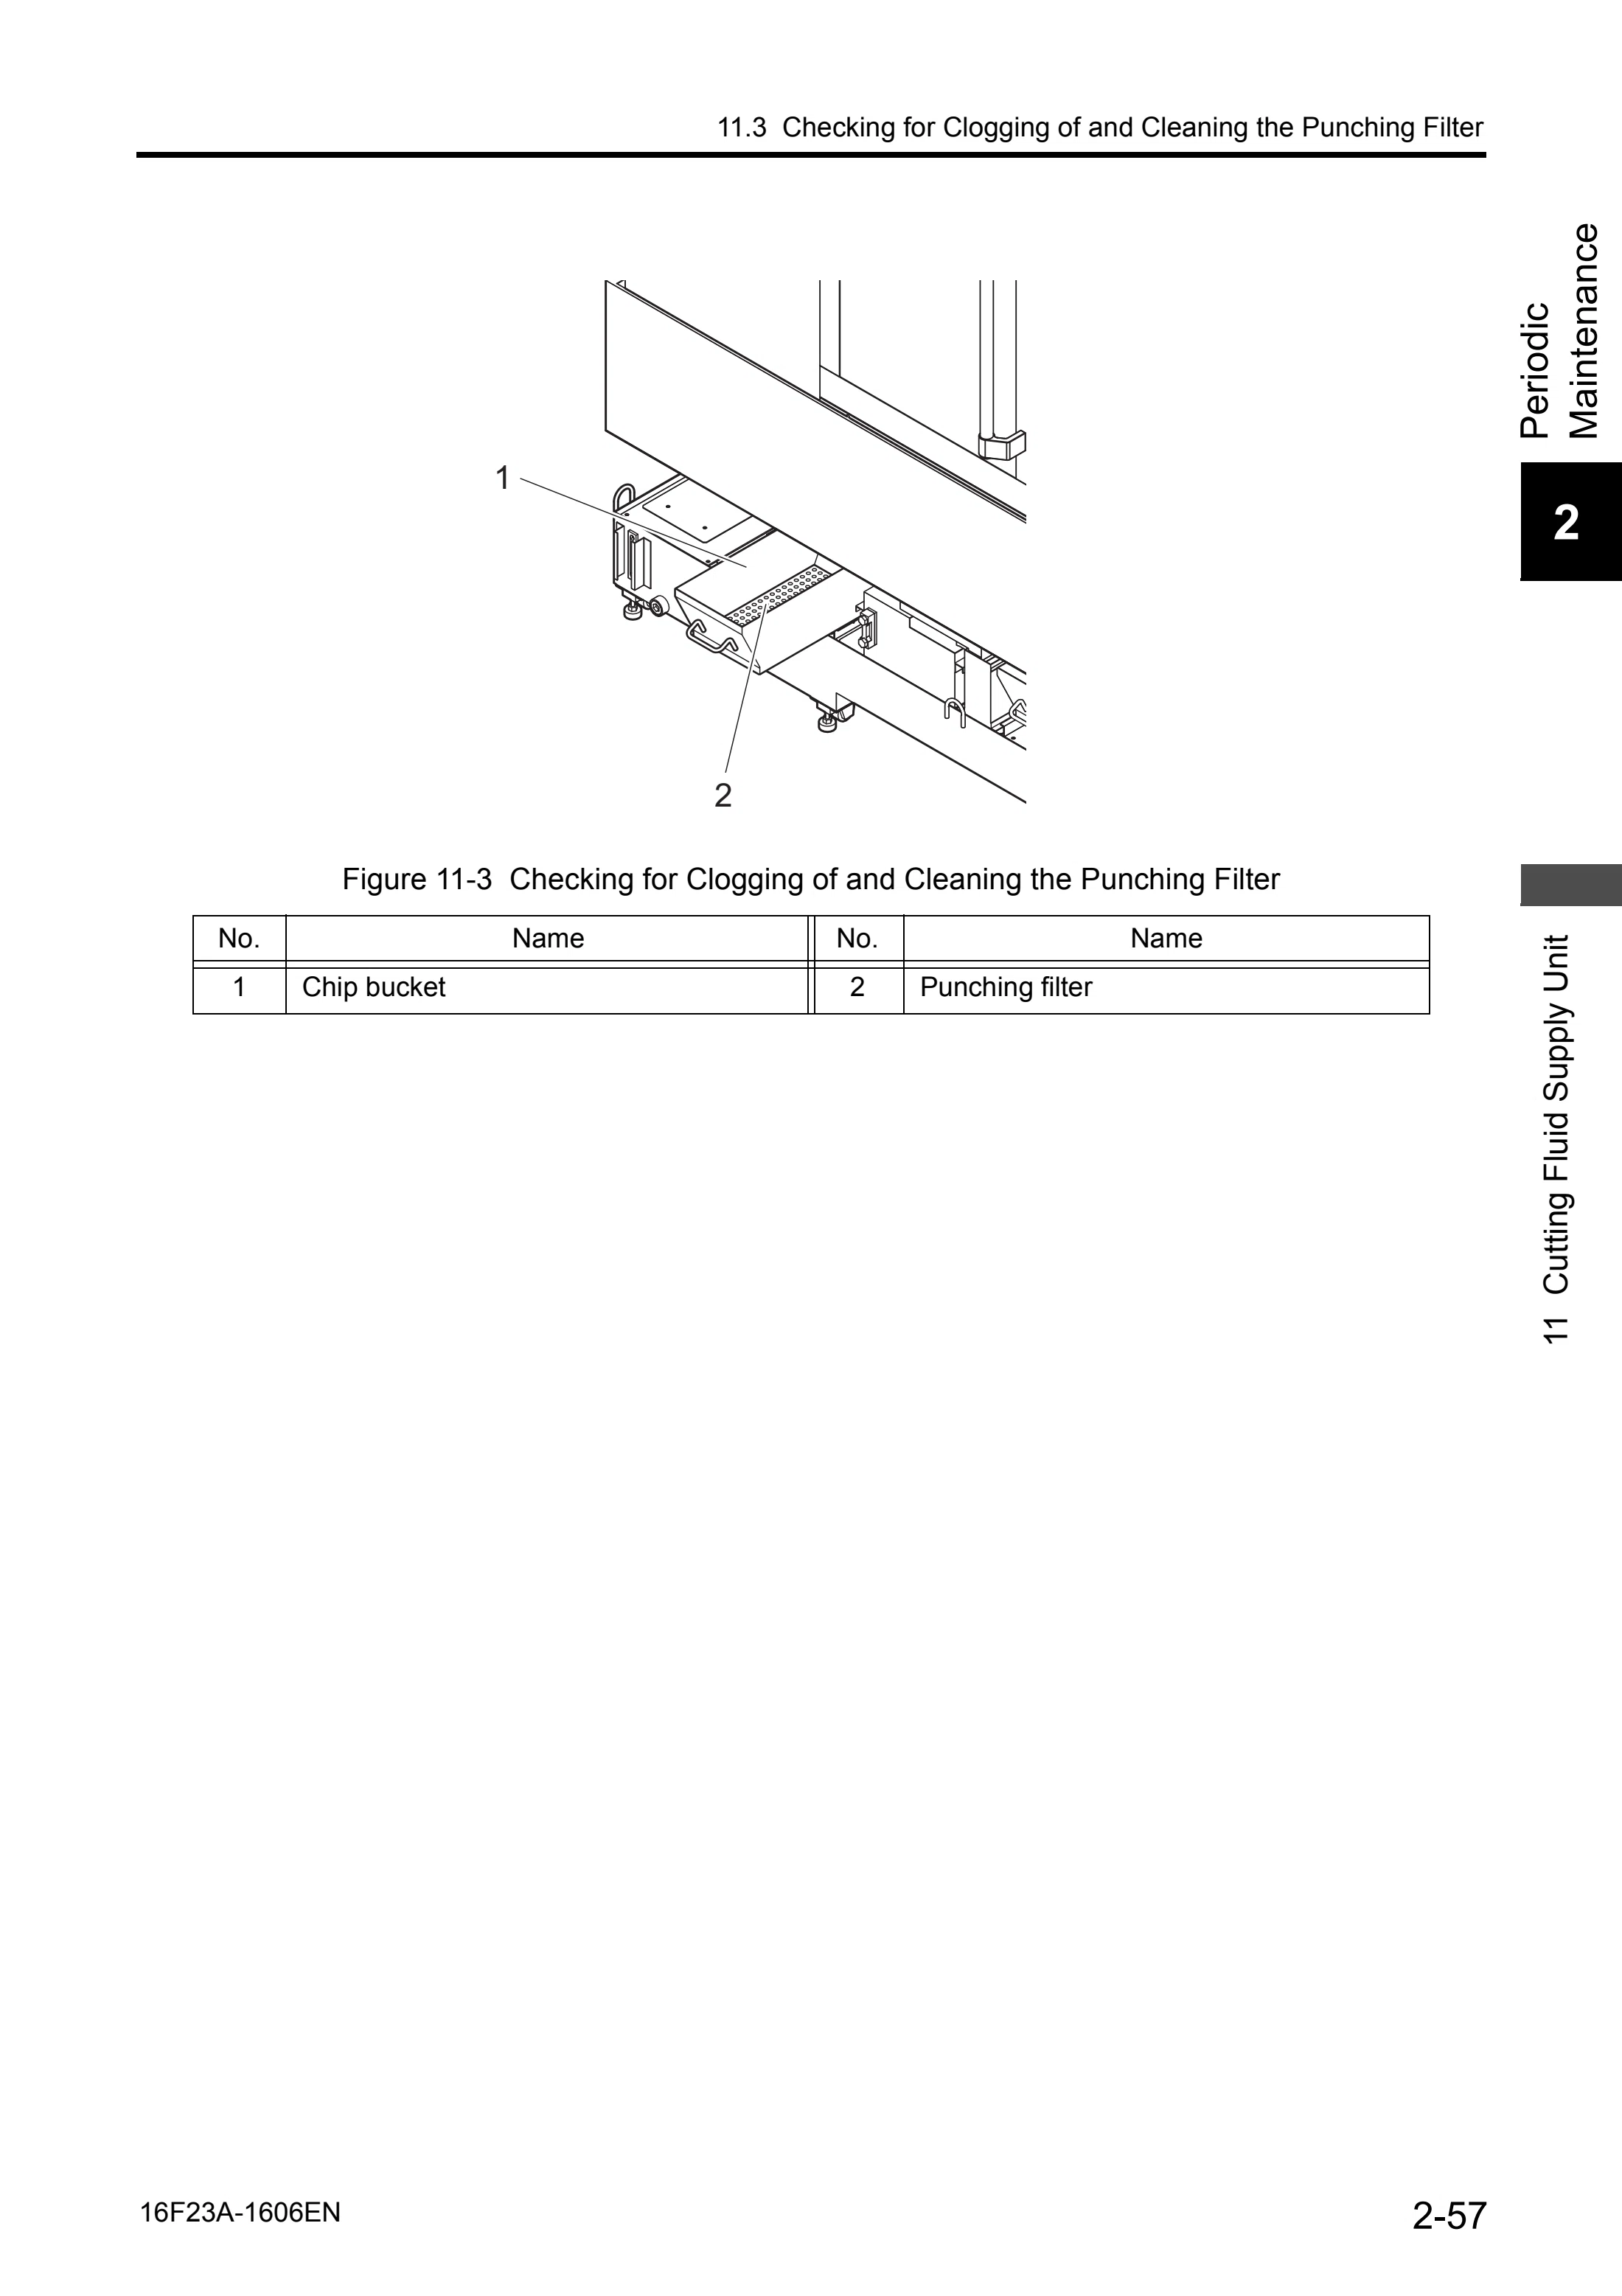 11.3 Checking for Clogging of and Cleaning the Punching Filter
Periodic
Maintenance
2
1
2
Figure 11-3 Checking for Clogging of and Cleaning the Punching Filter
No. Name No. Name
1 Chip bucket 2 Punching filter
11 Cutting Fluid Supply Unit
16F23A-1606EN
2-57